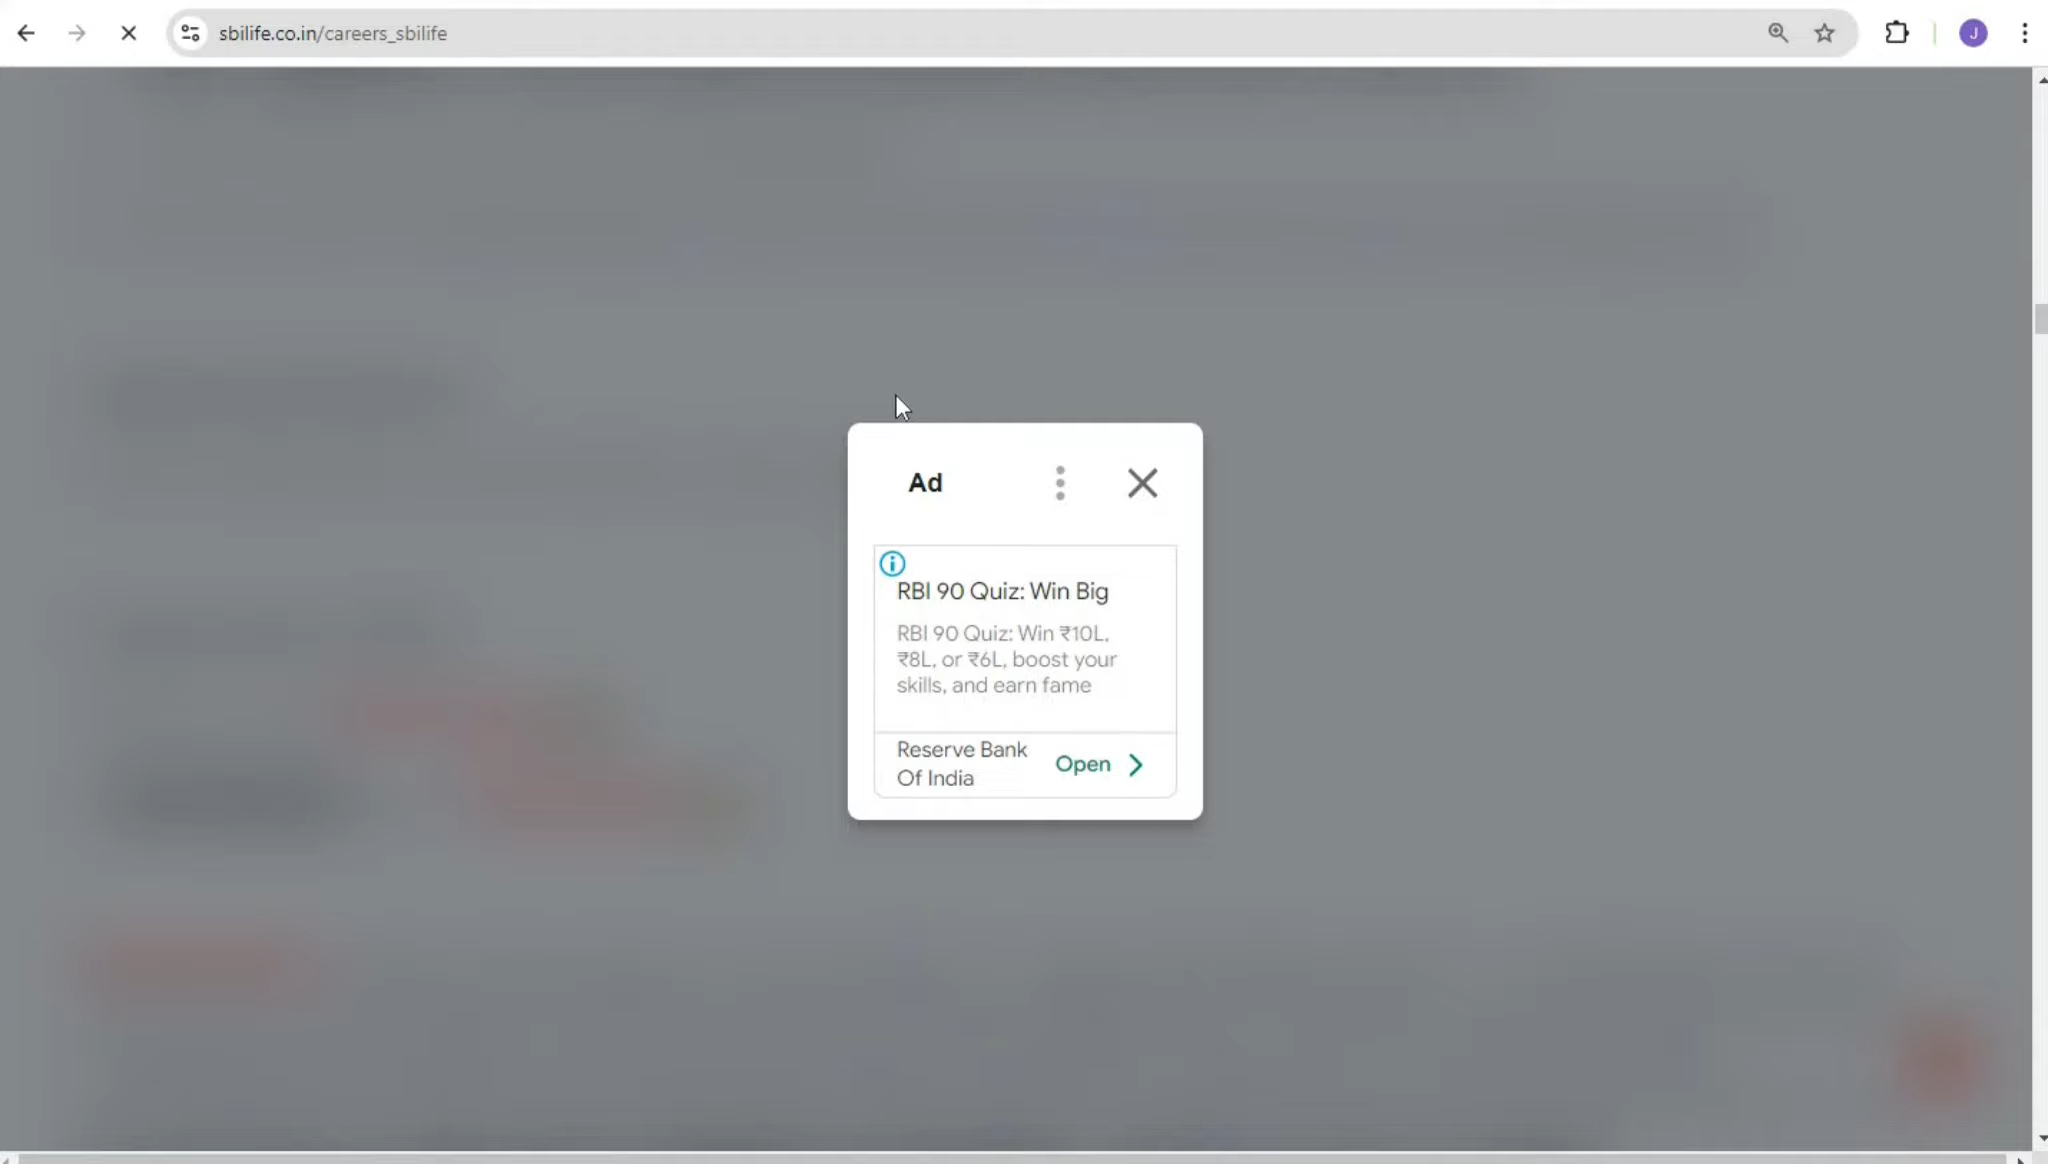 sbilife.co.in/careers_sbilife
J
Ad
RBI 90 Quiz: Win Big
RBI 90 Quiz: Win ₹10L,
₹8L, or ₹6L, boost your
skills, and earn fame
Reserve Bank
Of India
Open